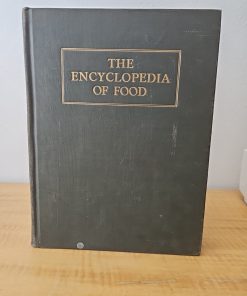 THE
ENCYCLOPEDIA
OF FOOD